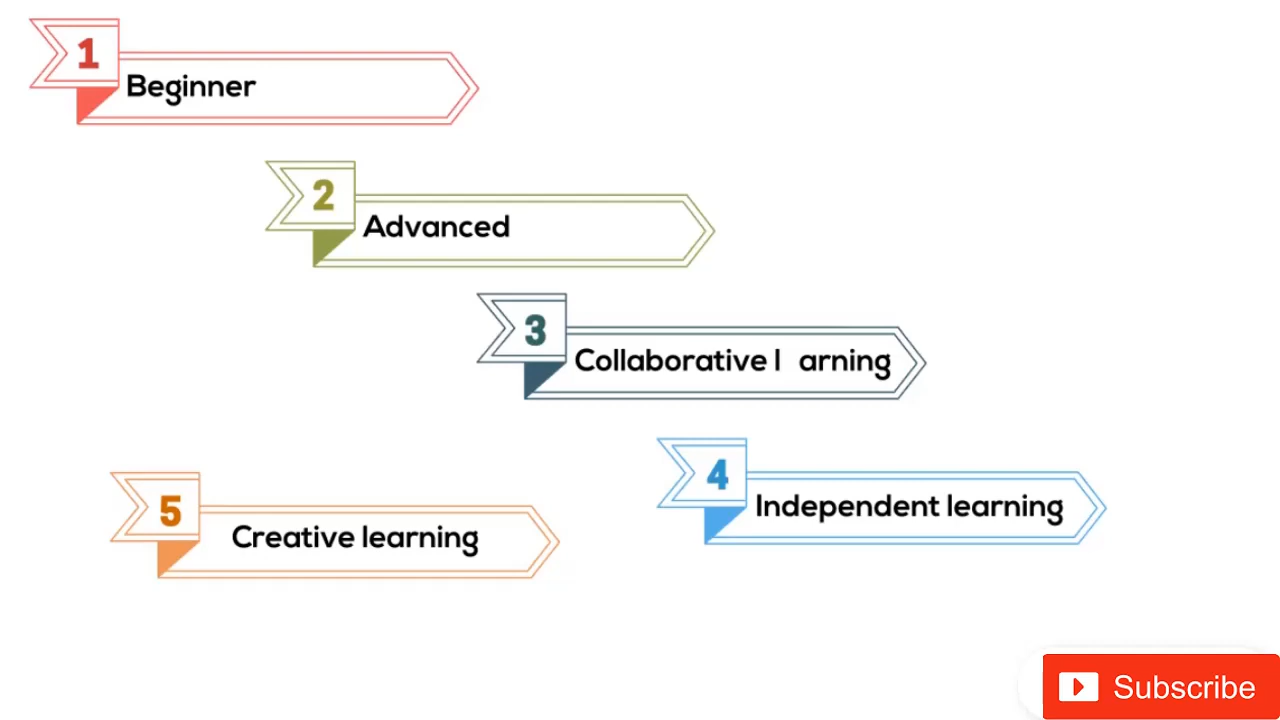 1
Beginner
2
Advanced
3
Collaborative l arning
4
Independent learning
5
Creative learning
Subscribe